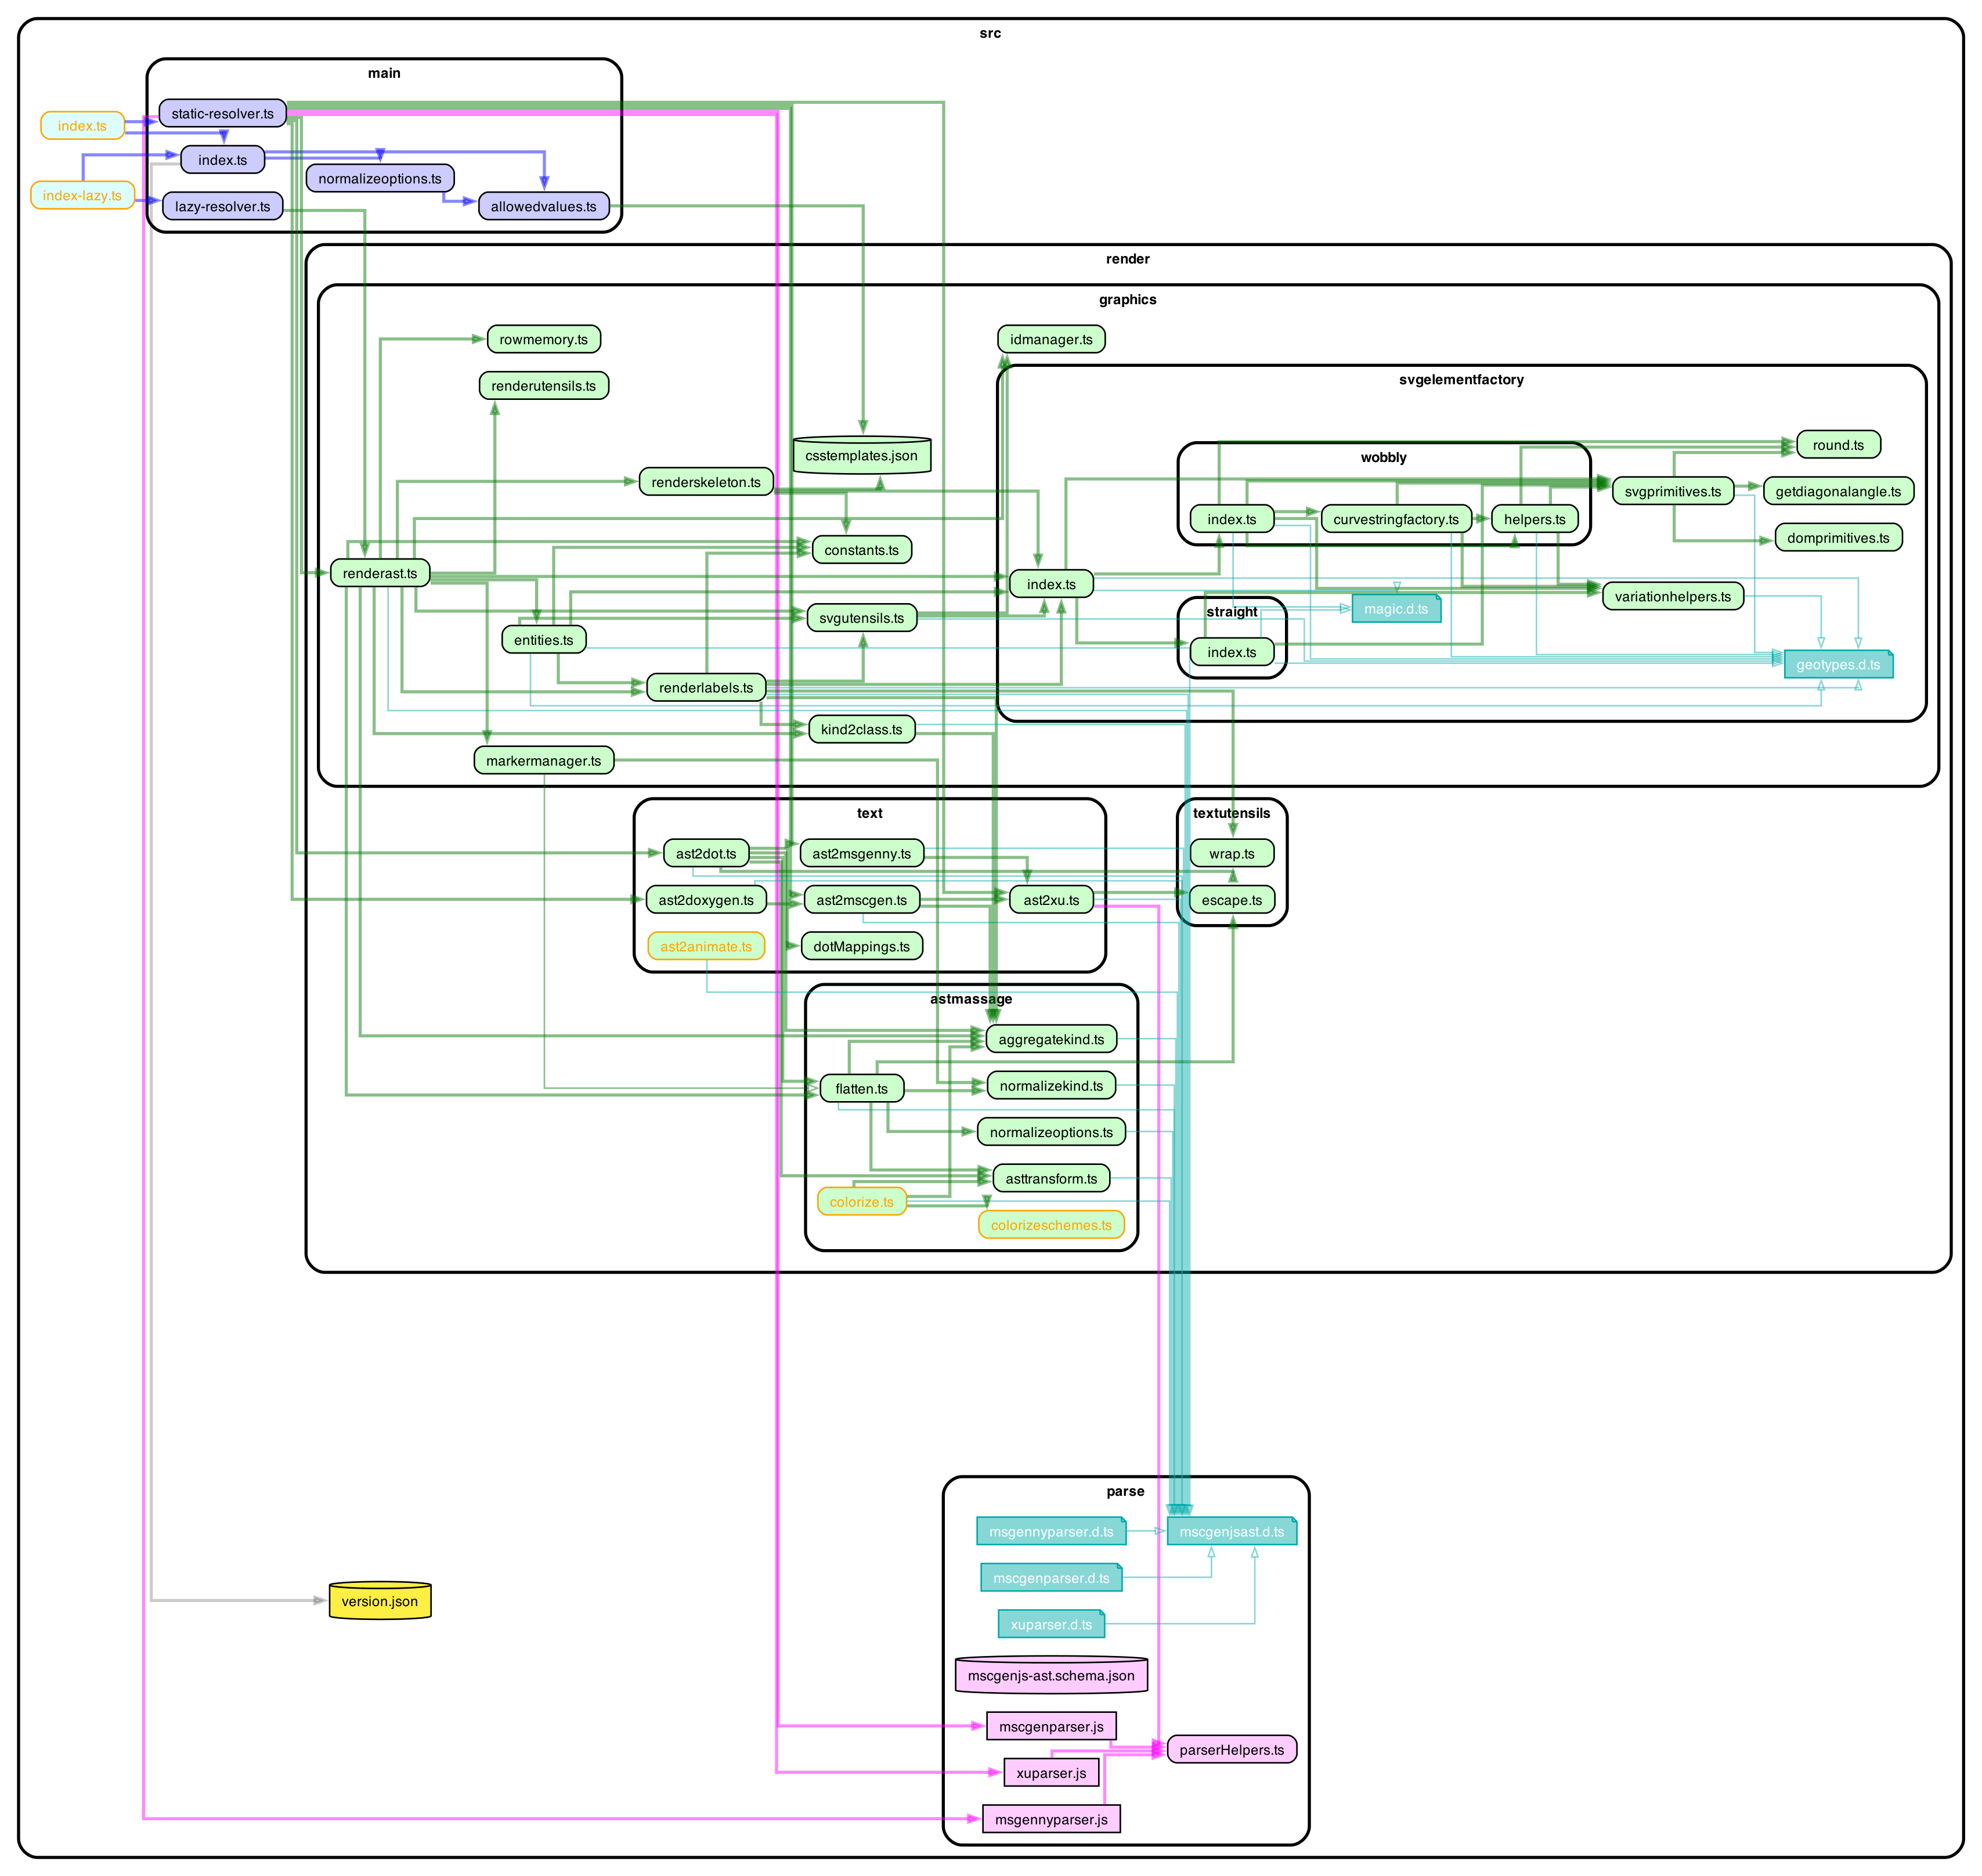 src
main
static-resolver.ts
index.ts
index.ts
normalizeoptions.ts
index-lazy.ts
lazy-resolver.ts
allowedvalues.ts
render
graphics
rowmemory.ts
idmanager.ts
renderutensils.ts
svgelementfactory
csstemplates.json
wobbly
round.ts
renderskeleton.ts
svgprimitives.ts
getdiagonalangle.ts
index.ts
curvestringfactory.ts
helpers.ts
constants.ts
domprimitives.ts
renderast.ts
index.ts
variationhelpers.ts
svgutensils.ts
straight
magic.d.ts
entities.ts
index.ts
geotypes.d.ts
renderlabels.ts
kind2class.ts
markermanager.ts
text
textutensils
ast2dot.ts
ast2msgenny.ts
wrap.ts
ast2doxygen.ts
ast2mscgen.ts
ast2xu.ts
escape.ts
ast2animate.ts
dotMappings.ts
astmassage
aggregatekind.ts
flatten.ts
normalizekind.ts
normalizeoptions.ts
asttransform.ts
colorize.ts
colorizeschemes.ts
parse
msgennyparser.d.ts
mscgenjsast.d.ts
mscgenparser.d.ts
version.json
xuparser.d.ts
mscgenjs-ast.schema.json
mscgenparser.js
parserHelpers.ts
xuparser.js
msgennyparser.js